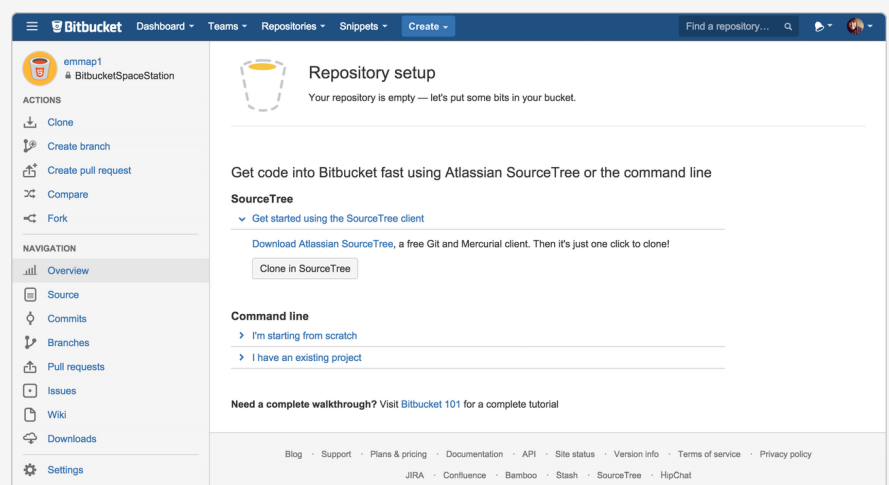 Bitbucket Dashboard Teams Repositories Snippets Create Find a repository...
emmap1
BitbucketSpaceStation
ACTIONS
Clone
Create branch
Create pull request
Compare
Fork
NAVIGATION
Overview
Source
Commits
Branches
Pull requests
Issues
Wiki
Downloads
Settings
Repository setup
Your repository is empty — let's put some bits in your bucket.
Get code into Bitbucket fast using Atlassian SourceTree or the command line
SourceTree
Get started using the SourceTree client
Download Atlassian SourceTree, a free Git and Mercurial client. Then it's just one click to clone!
Clone in SourceTree
Command line
I'm starting from scratch
I have an existing project
Need a complete walkthrough? Visit Bitbucket 101 for a complete tutorial
Blog · Support · Plans & pricing · Documentation · API · Site status · Version info · Terms of service · Privacy policy
JIRA · Confluence · Bamboo · Stash · SourceTree · HipChat